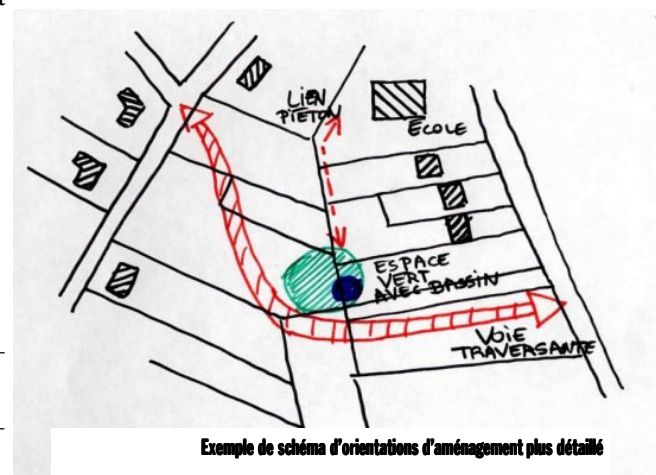 LIEN
PIETON
ECOLE
ESPACE
VERT
AVEC BASSIN
VOIE
TRAVERSANTE
Exemple de schéma d'orientations d'aménagement plus détaillé